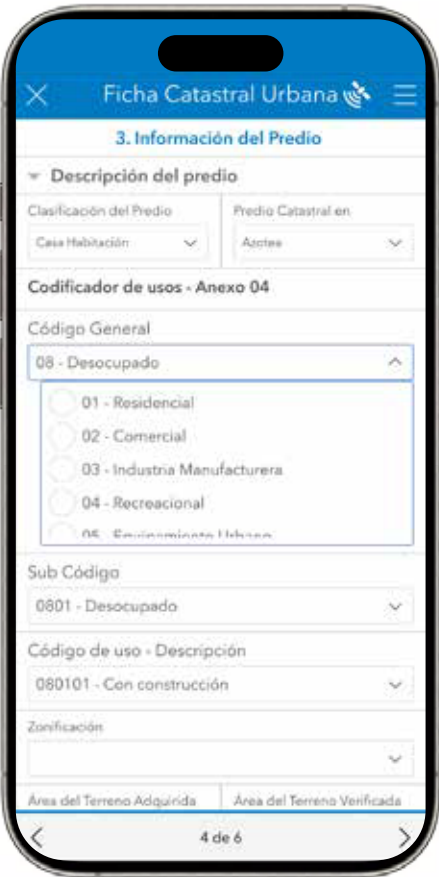 Ficha Catastral Urbana
3. Información del Predio
Descripción del predio
Clasificación del Predio Predio Catastral en
Casa Habitación Azotea
Codificador de usos - Anexo 04
Código General
08 - Desocupado
01 - Residencial
02 - Comercial
03 - Industria Manufacturera
04 - Recreacional
05 - Equipamiento Urbano
Sub Código
0801 - Desocupado
Código de uso - Descripción
080101 - Con construcción
Zonificación
Área del Terreno Adquirida Área del Terreno Verificada
4 de 6